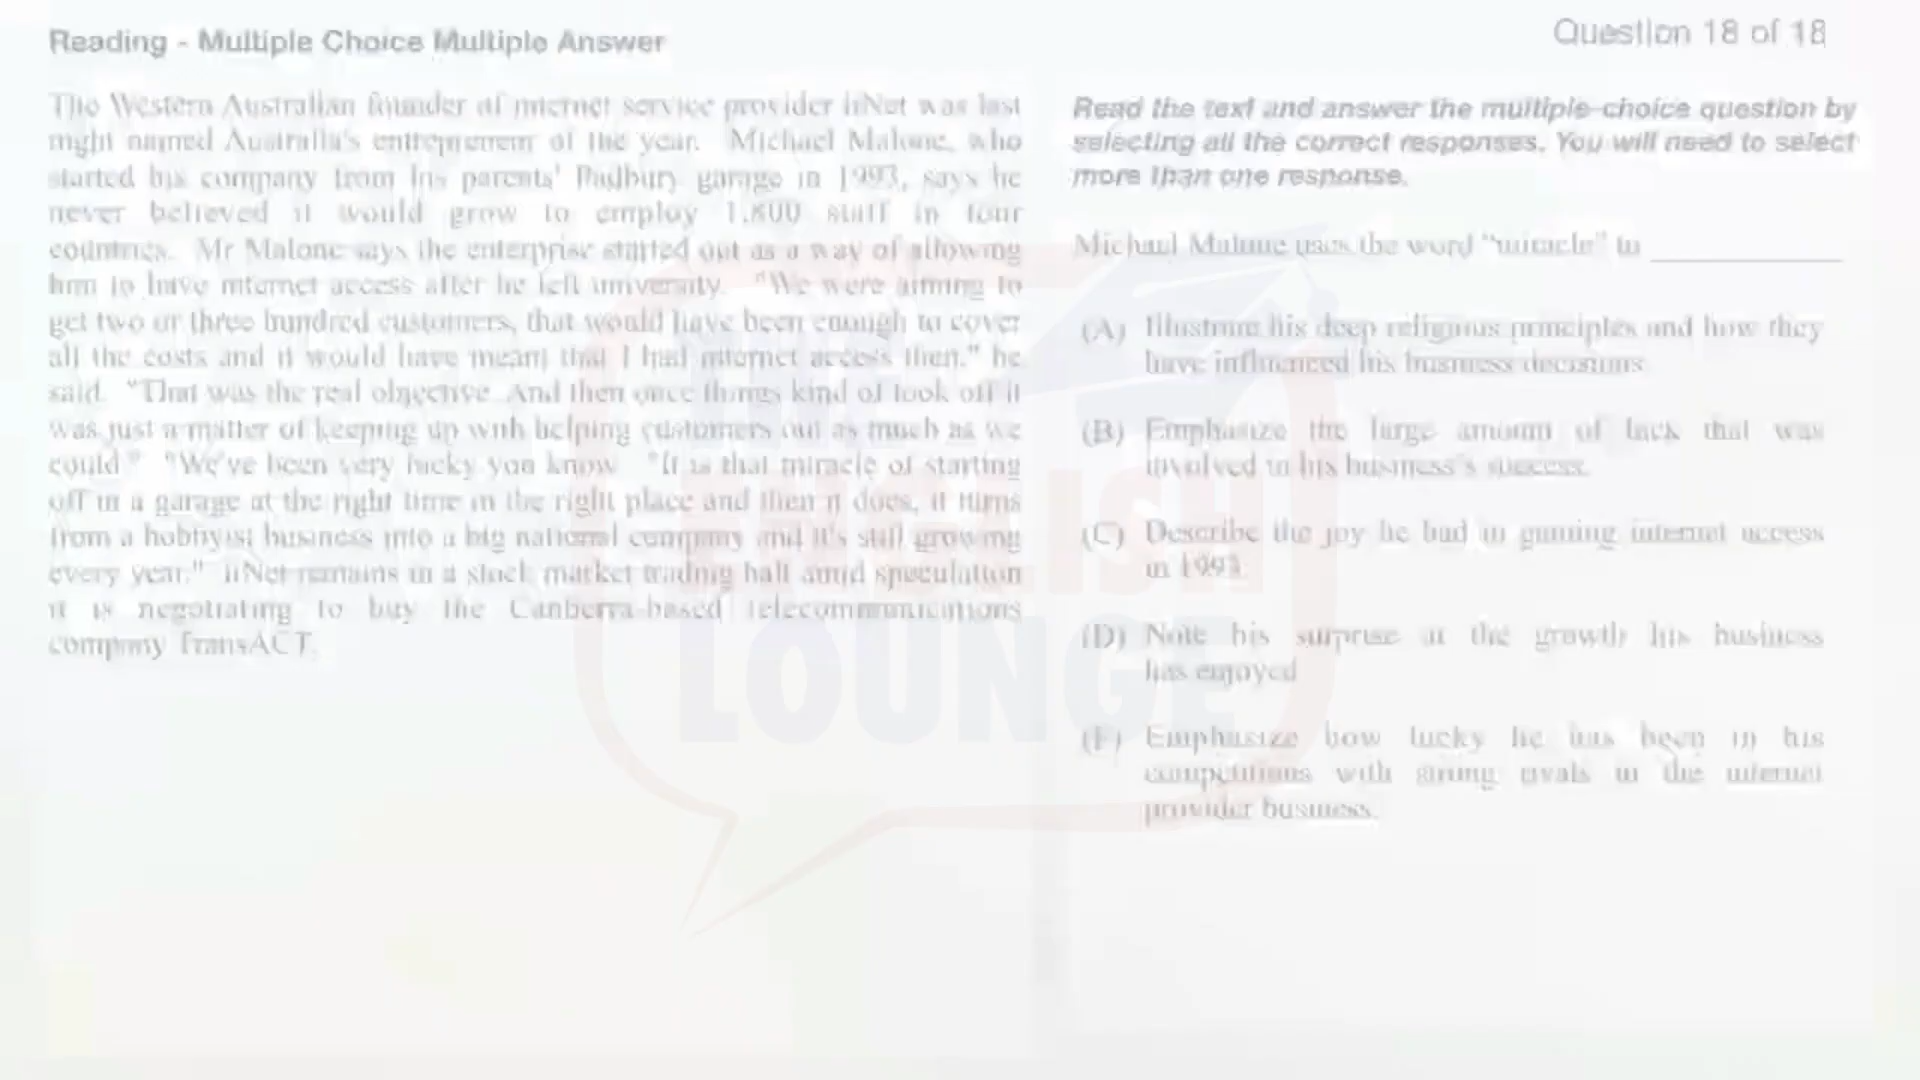 Reading - Multiple Choice Multiple Answer
Question 18 of 18
The Western Australian founder of internet service provider iiNet was last
night named Australia's entrepreneur of the year. Michael Malone, who
started his company from his parents' Padbury garage in 1993, says he
never believed it would grow to employ 1,800 staff in four
countries. Mr Malone says the enterprise started out as a way of allowing
him to have internet access after he left university. "We were aiming to
get two or three hundred customers, that would have been enough to cover
all the costs and it would have meant that I had internet access then," he
said. "That was the real objective. And then once things kind of took off it
was just a matter of keeping up with helping customers out as much as we
could." "We've been very lucky you know. "It is that miracle of starting
off in a garage at the right time in the right place and then it does, it turns
from a hobbyist business into a big national company and it's still growing
every year." iiNet remains in a stock market trading halt amid speculation
it is negotiating to buy the Canberra-based telecommunications
company TransACT.
Read the text and answer the multiple-choice question by
selecting all the correct responses. You will need to select
more than one response.
Michael Malone uses the word "miracle" to
(A) Illustrate his deep religious principles and how they
have influenced his business decisions
(B) Emphasize the large amount of luck that was
involved in his business's success.
(C) Describe the joy he had in gaining internet access
in 1993
(D) Note his surprise at the growth his business
has enjoyed
(E) Emphasize how lucky he has been in his
competitions with strong rivals in the internet
provider business.
THE
ENGLISH
LOUNGE